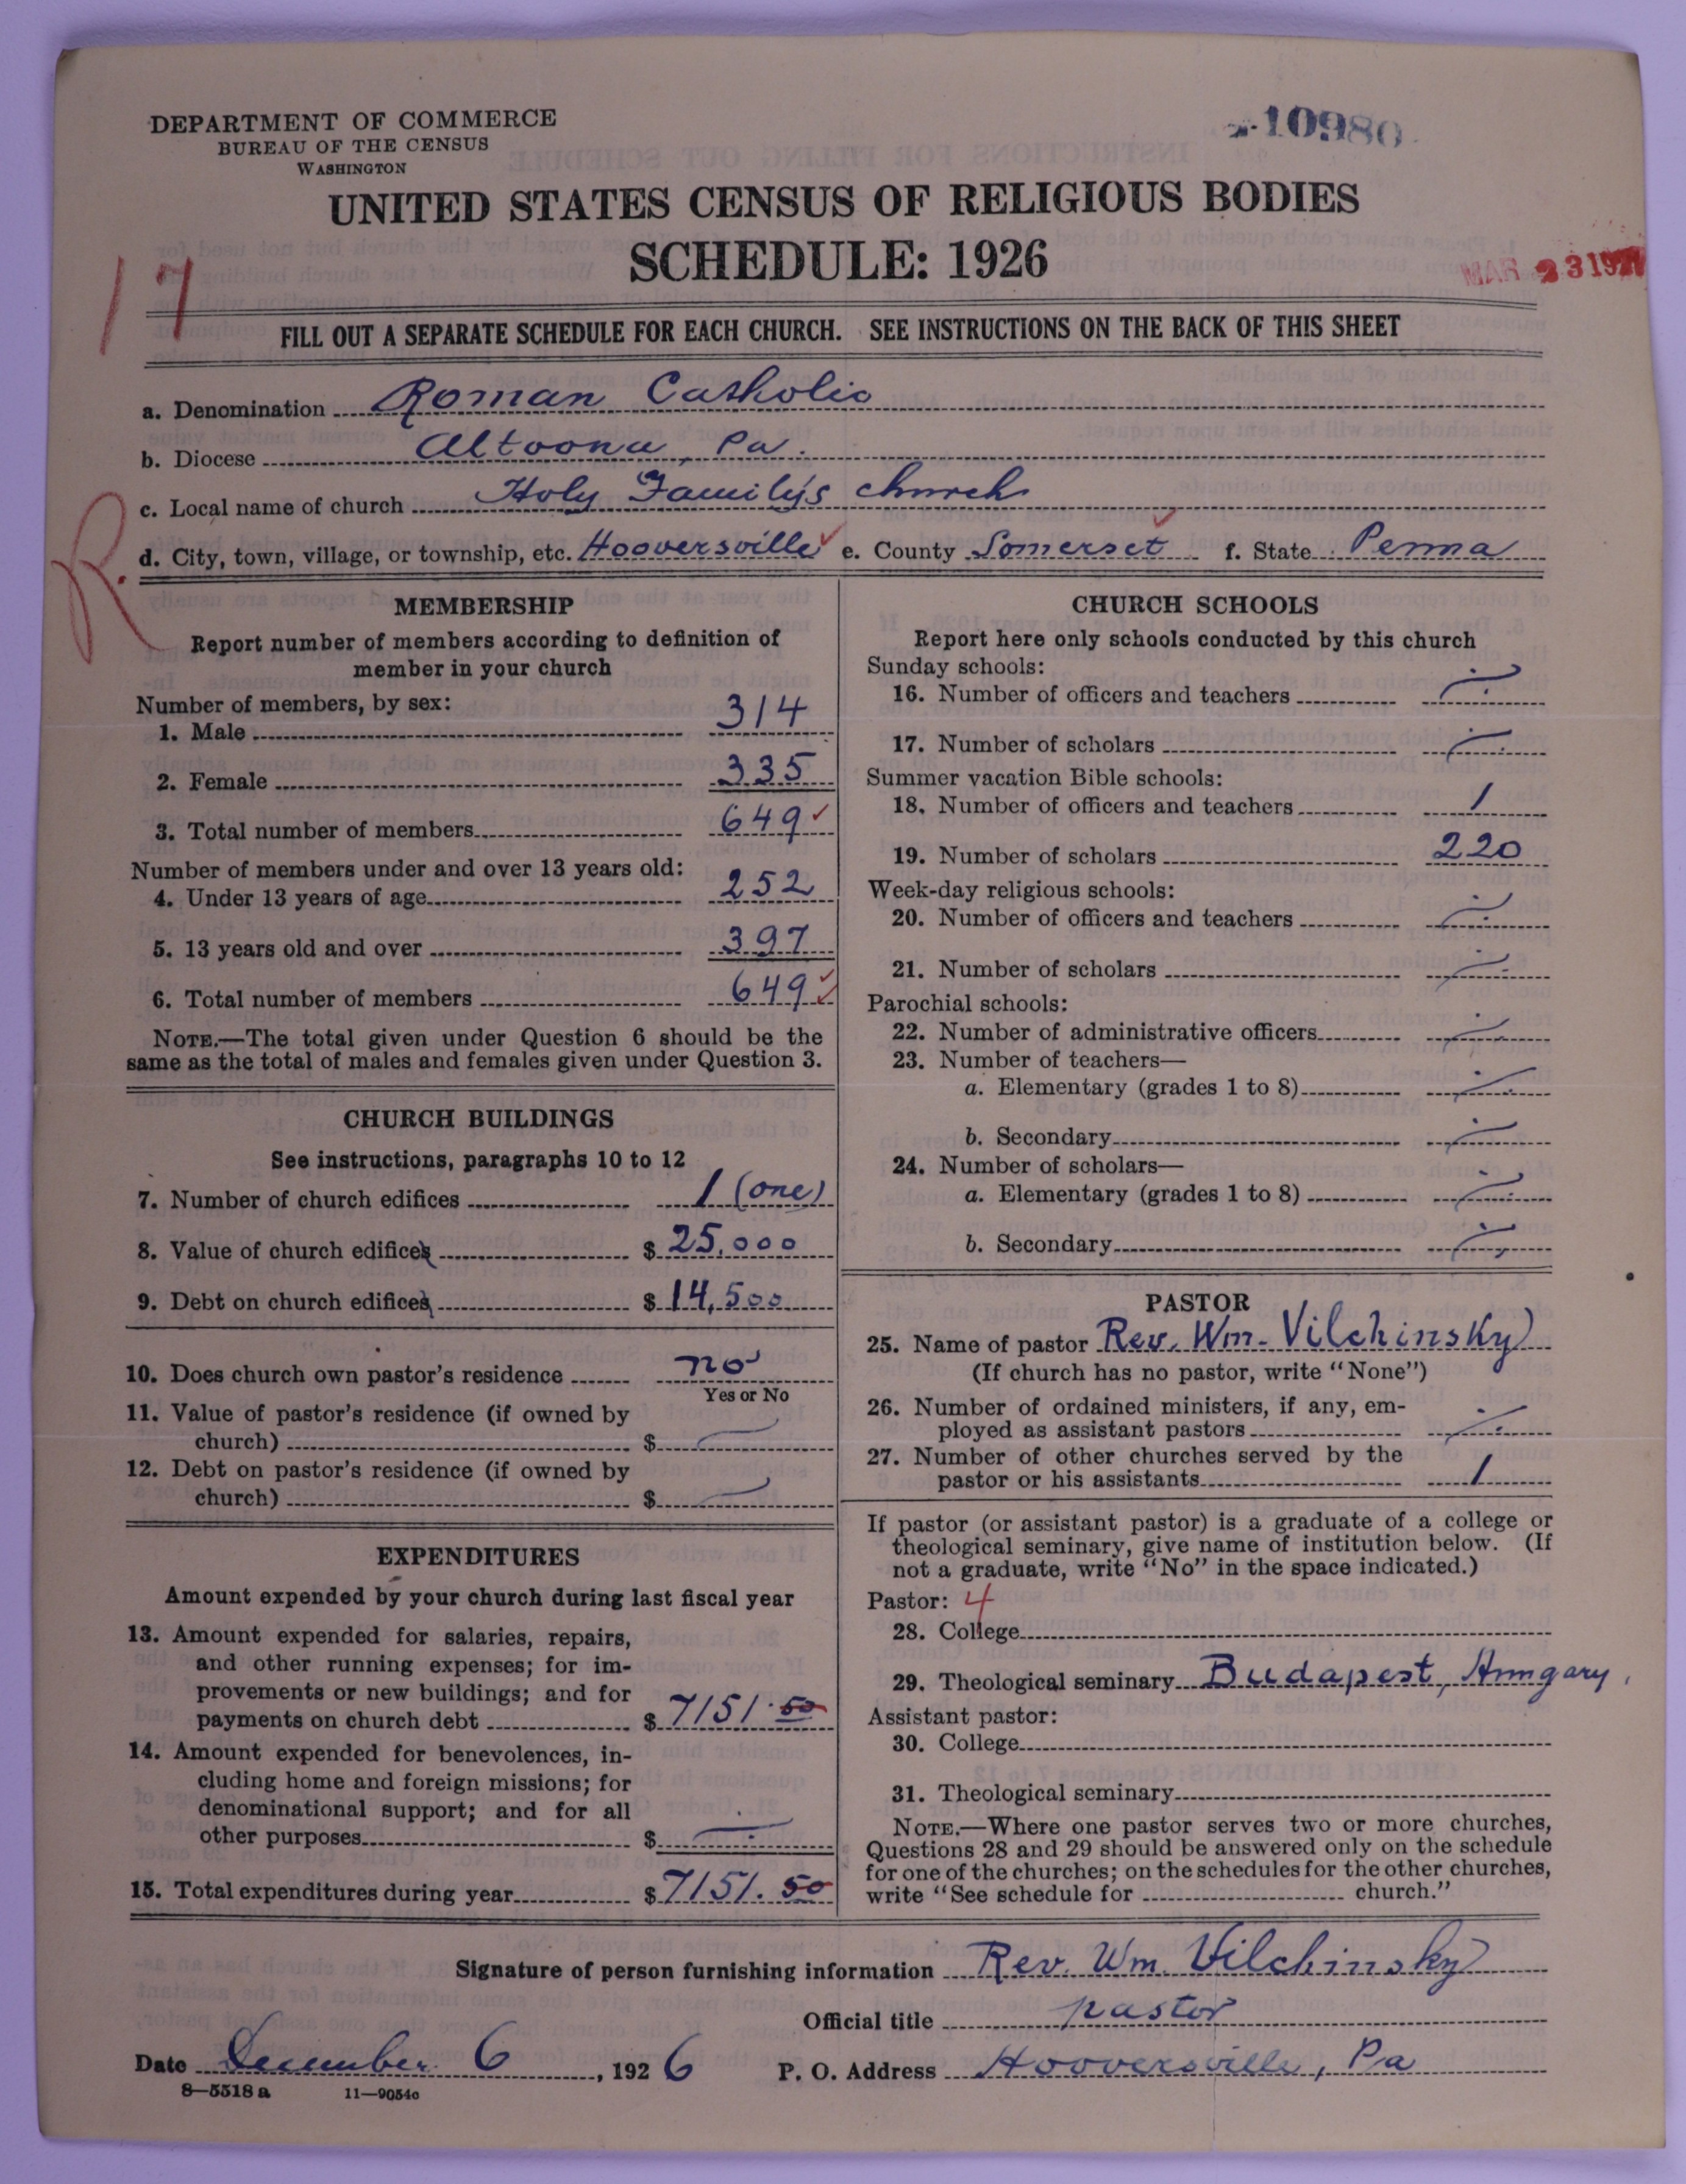 DEPARTMENT OF COMMERCE
BUREAU OF THE CENSUS
WASHINGTON
10980
UNITED STATES CENSUS OF RELIGIOUS BODIES
SCHEDULE: 1926
MAR 23 1927
17
FILL OUT A SEPARATE SCHEDULE FOR EACH CHURCH. SEE INSTRUCTIONS ON THE BACK OF THIS SHEET
a. Denomination Roman Catholic
b. Diocese Altoona, Pa.
c. Local name of church Holy Family's church
R.
d. City, town, village, or township, etc. Hooversville e. County Somerset f. State Penna
MEMBERSHIP
Report number of members according to definition of
member in your church
Number of members, by sex:
1. Male 314
2. Female 335
3. Total number of members 649
Number of members under and over 13 years old:
4. Under 13 years of age 252
5. 13 years old and over 397
6. Total number of members 649
NOTE.—The total given under Question 6 should be the
same as the total of males and females given under Question 3.
CHURCH BUILDINGS
See instructions, paragraphs 10 to 12
7. Number of church edifices 1 (one)
8. Value of church edifices $ 25,000
9. Debt on church edifices $ 14,500
10. Does church own pastor's residence no
Yes or No
11. Value of pastor's residence (if owned by
church) $ —
12. Debt on pastor's residence (if owned by
church) $ —
EXPENDITURES
Amount expended by your church during last fiscal year
13. Amount expended for salaries, repairs,
and other running expenses; for im-
provements or new buildings; and for
payments on church debt $ 7151.50
14. Amount expended for benevolences, in-
cluding home and foreign missions; for
denominational support; and for all
other purposes $ —
15. Total expenditures during year $ 7151.50
CHURCH SCHOOLS
Report here only schools conducted by this church
Sunday schools:
16. Number of officers and teachers ÷
17. Number of scholars ÷
Summer vacation Bible schools:
18. Number of officers and teachers 1
19. Number of scholars 220
Week-day religious schools:
20. Number of officers and teachers ÷
21. Number of scholars ÷
Parochial schools:
22. Number of administrative officers ÷
23. Number of teachers—
a. Elementary (grades 1 to 8) ÷
b. Secondary ÷
24. Number of scholars—
a. Elementary (grades 1 to 8) ÷
b. Secondary ÷
PASTOR
25. Name of pastor Rev. Wm. Vilchinsky
(If church has no pastor, write "None")
26. Number of ordained ministers, if any, em-
ployed as assistant pastors ÷
27. Number of other churches served by the
pastor or his assistants 1
If pastor (or assistant pastor) is a graduate of a college or
theological seminary, give name of institution below. (If
not a graduate, write "No" in the space indicated.)
Pastor: 4
28. College
29. Theological seminary Budapest, Hungary.
Assistant pastor:
30. College
31. Theological seminary
NOTE.—Where one pastor serves two or more churches,
Questions 28 and 29 should be answered only on the schedule
for one of the churches; on the schedules for the other churches,
write "See schedule for church."
Signature of person furnishing information Rev. Wm. Vilchinsky
Official title pastor
Date December 6, 1926 P. O. Address Hooversville, Pa
8—5518 a 11—9054c